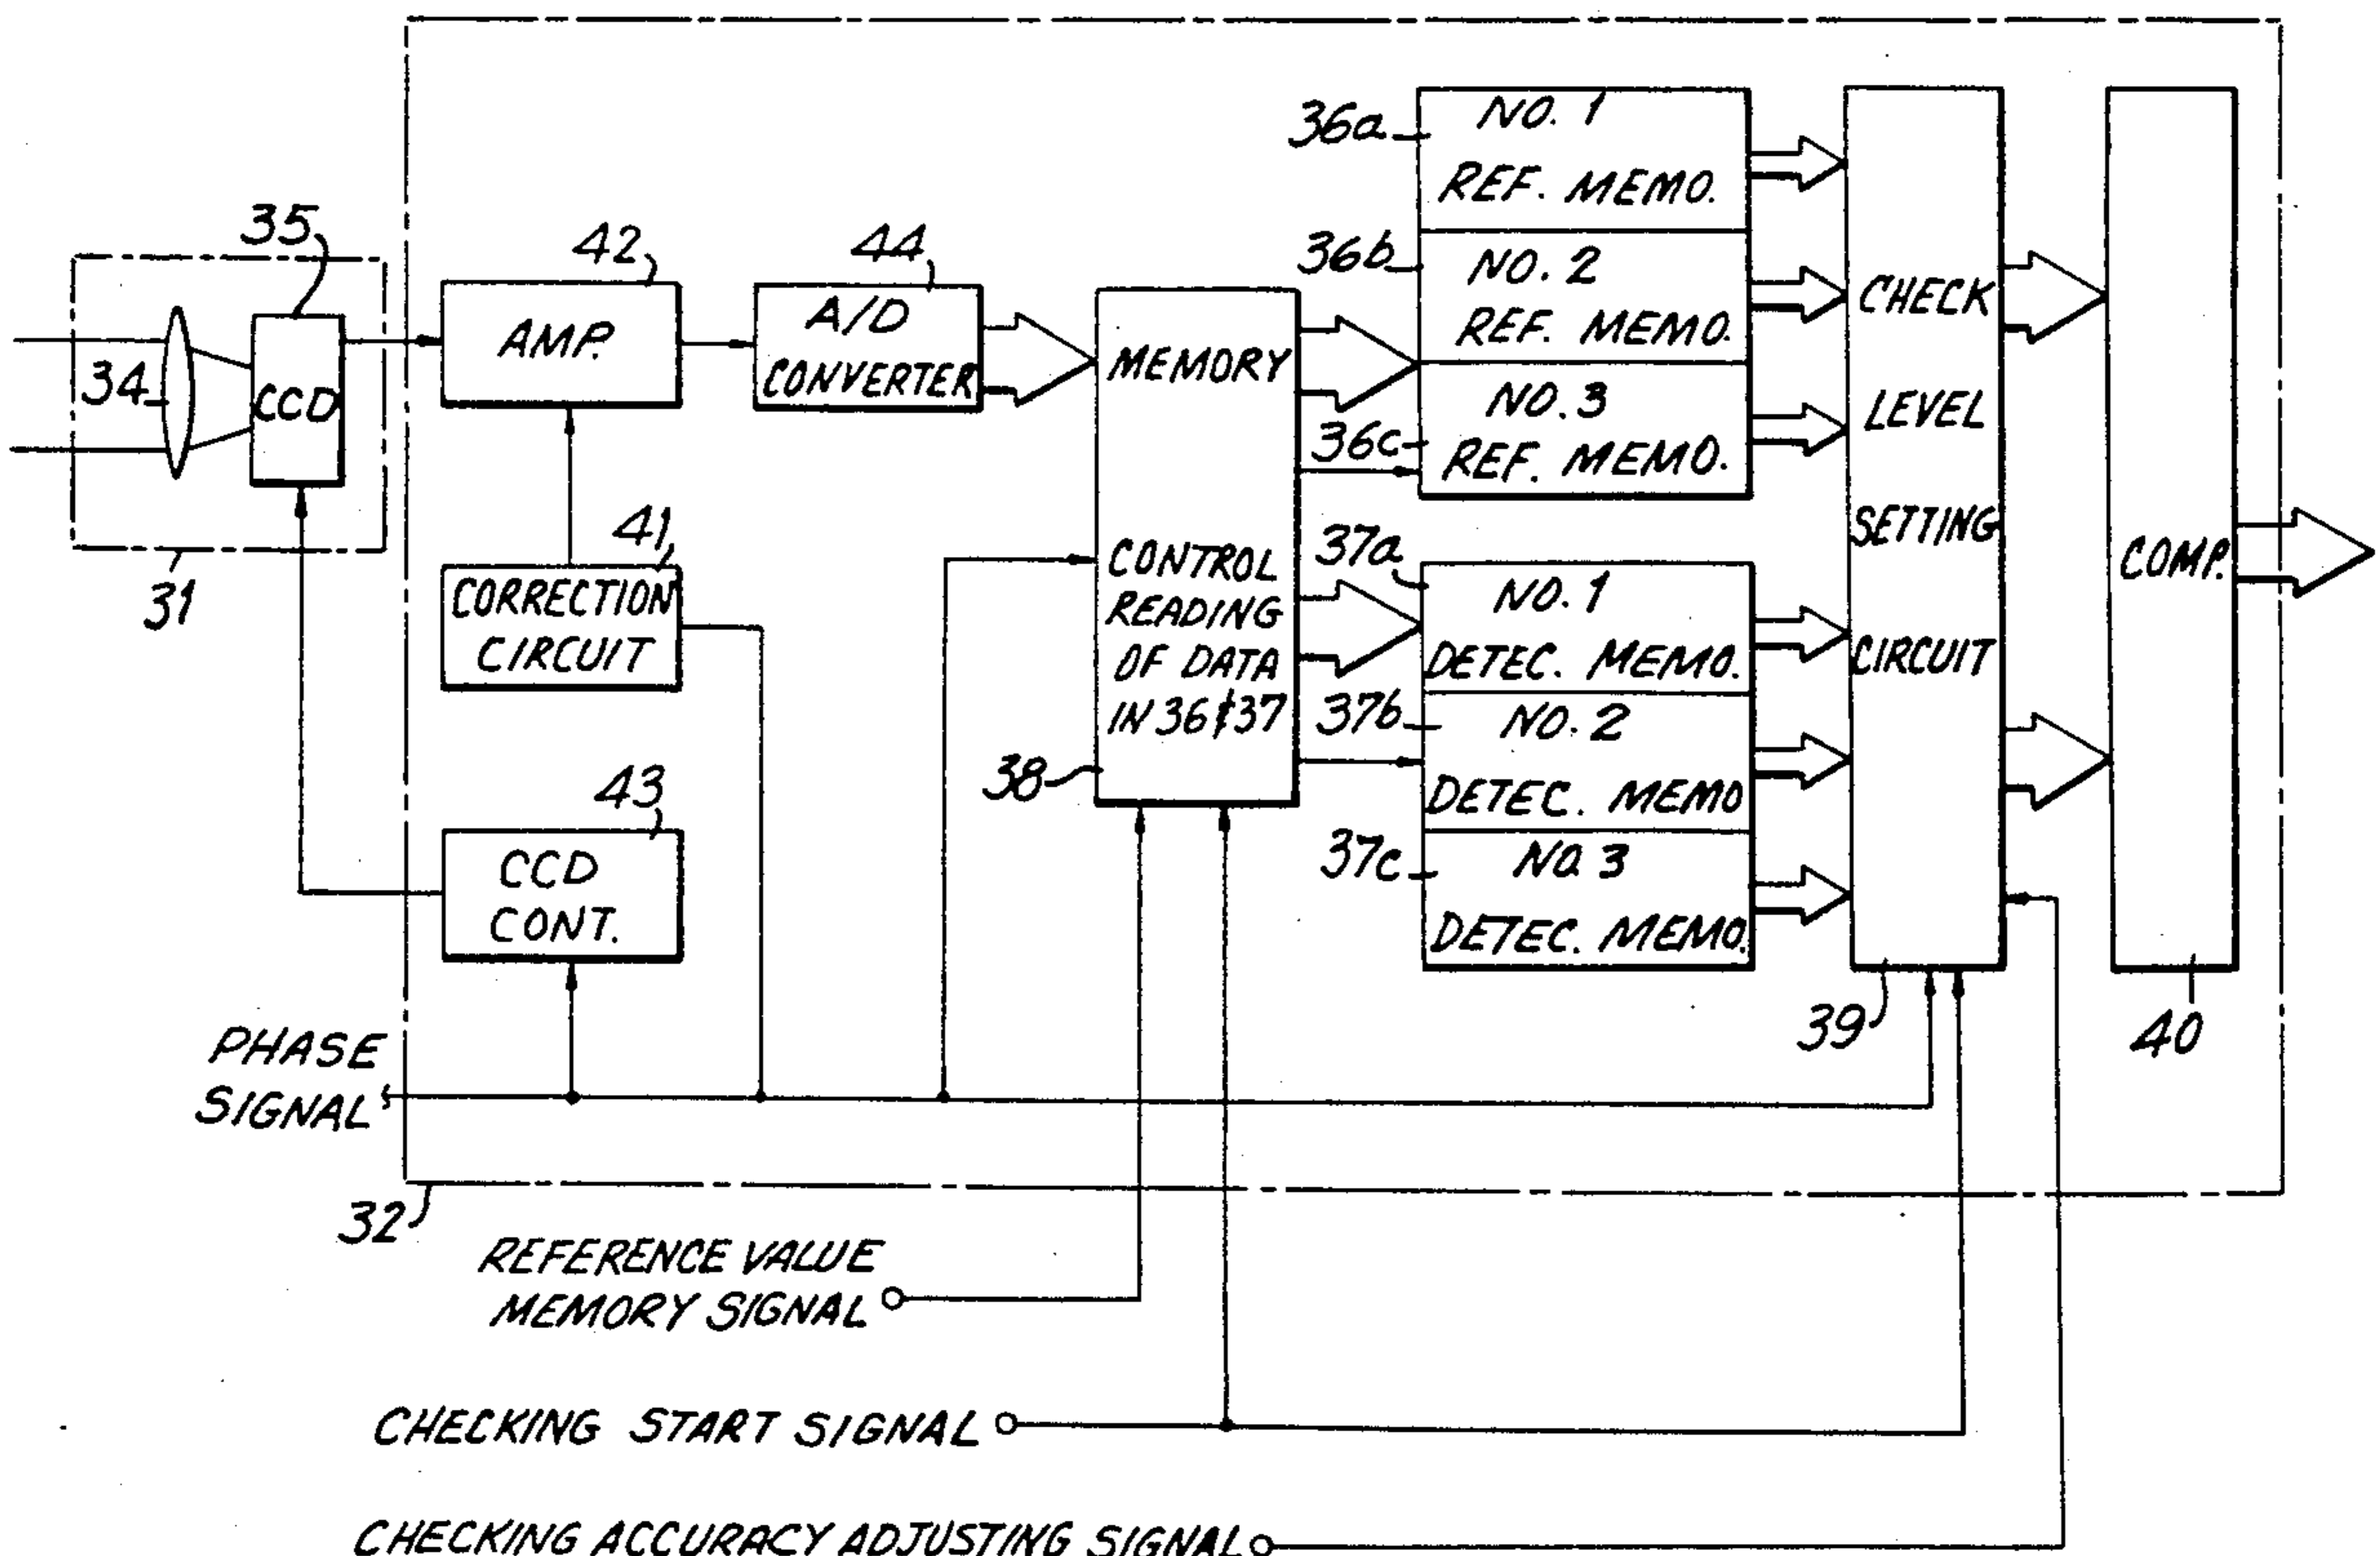 35
34
CCD
31
42
AMP.
44
A/D
CONVERTER
41
CORRECTION
CIRCUIT
43
CCD
CONT.
PHASE
SIGNAL
32
MEMORY
CONTROL
READING
OF DATA
IN 36 & 37
38
36a
NO. 1
REF. MEMO.
36b
NO. 2
REF. MEMO.
36c
NO. 3
REF. MEMO.
37a
NO. 1
DETEC. MEMO.
37b
NO. 2
DETEC. MEMO
37c
NO. 3
DETEC. MEMO.
CHECK
LEVEL
SETTING
CIRCUIT
39
COMP.
40
REFERENCE VALUE
MEMORY SIGNAL
CHECKING START SIGNAL
CHECKING ACCURACY ADJUSTING SIGNAL